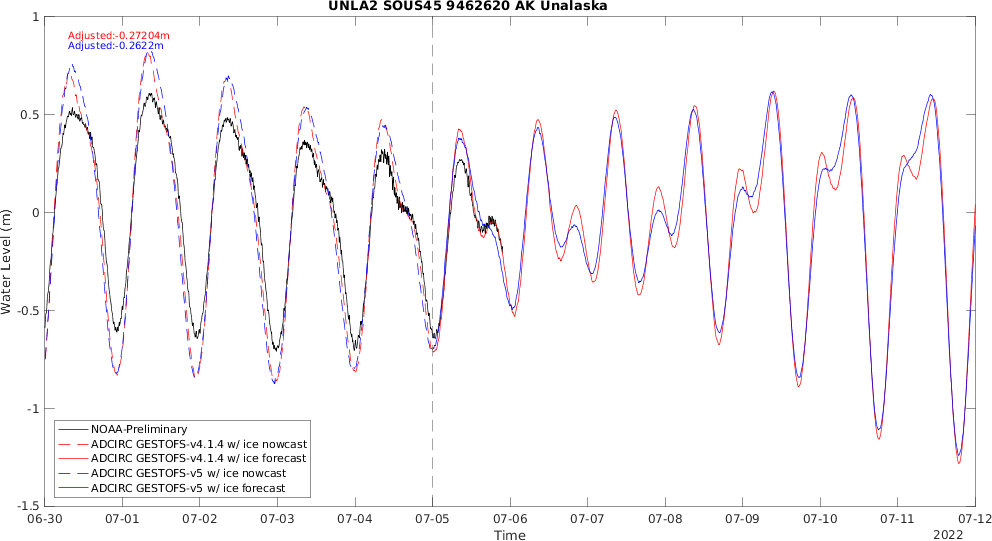 UNLA2 SOUS45 9462620 AK Unalaska
Adjusted:-0.27204m
Adjusted:-0.2622m
1
0.5
0
-0.5
-1
-1.5
Water Level (m)
NOAA-Preliminary
ADCIRC GESTOFS-v4.1.4 w/ ice nowcast
ADCIRC GESTOFS-v4.1.4 w/ ice forecast
ADCIRC GESTOFS-v5 w/ ice nowcast
ADCIRC GESTOFS-v5 w/ ice forecast
06-30 07-01 07-02 07-03 07-04 07-05 07-06 07-07 07-08 07-09 07-10 07-11 07-12
Time
2022